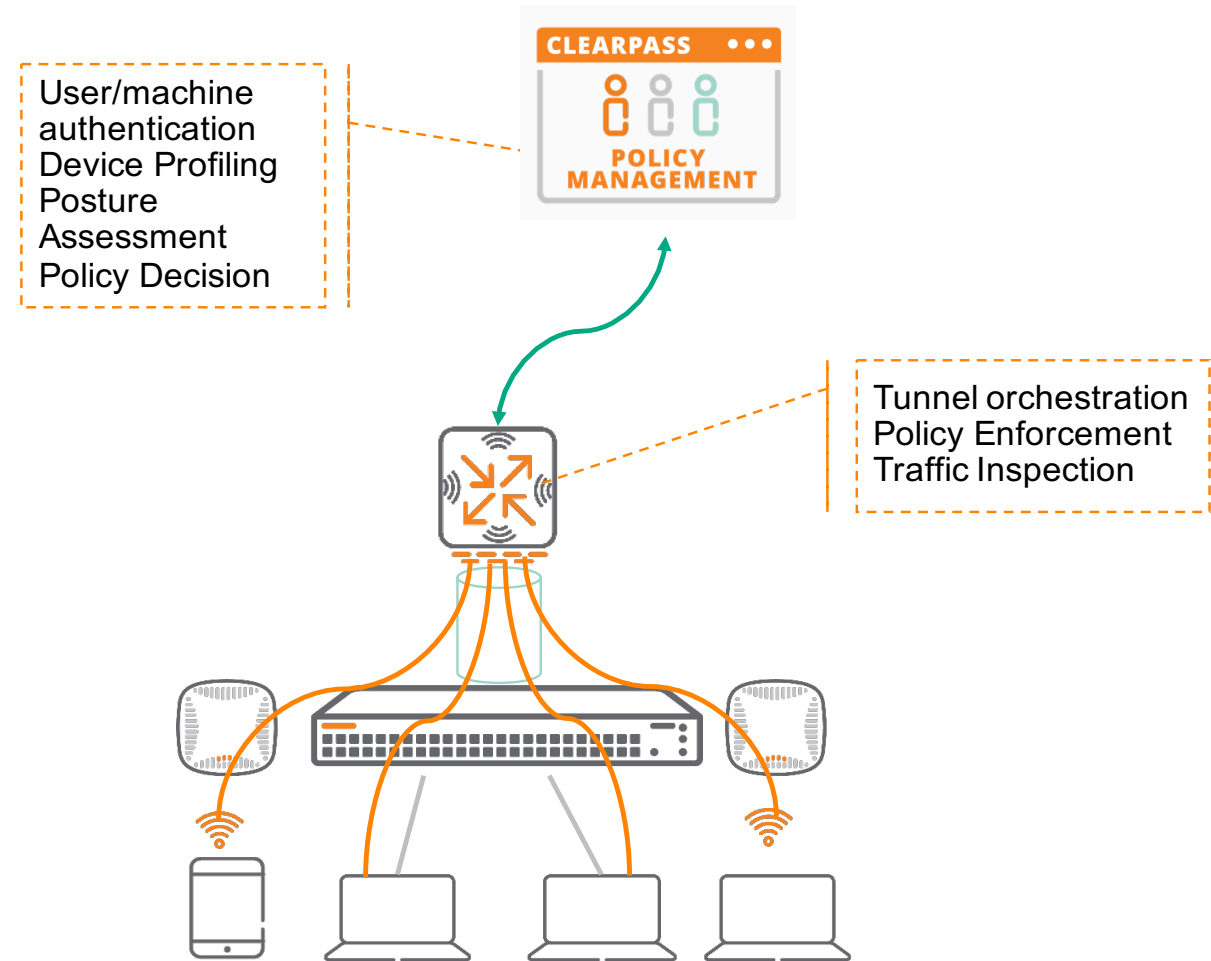 CLEARPASS
POLICY
MANAGEMENT
User/machine
authentication
Device Profiling
Posture
Assessment
Policy Decision
Tunnel orchestration
Policy Enforcement
Traffic Inspection